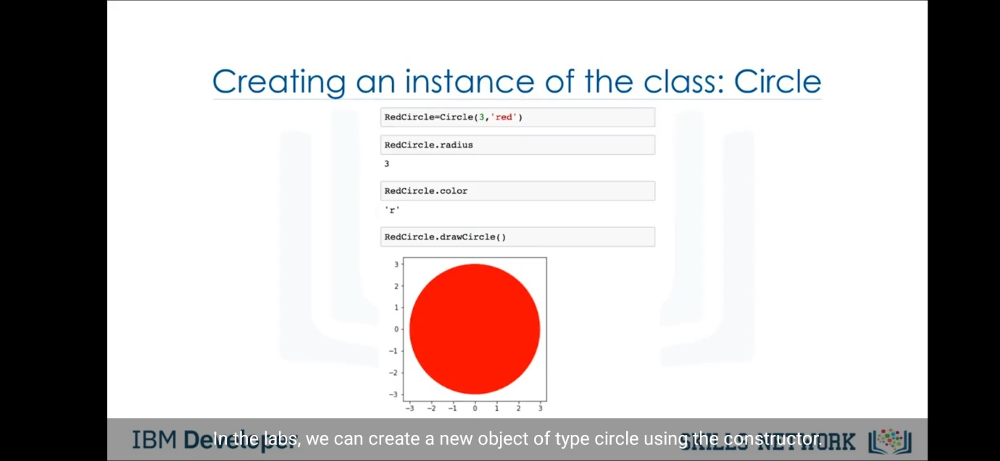 Creating an instance of the class: Circle
RedCircle=Circle(3,'red')
RedCircle.radius
3
RedCircle.color
'r'
RedCircle.drawCircle()
3
2
1
0
−1
−2
−3
−3 −2 −1 0 1 2 3
IBM Developer
SKILLS NETWORK
In the labs, we can create a new object of type circle using the constructor.